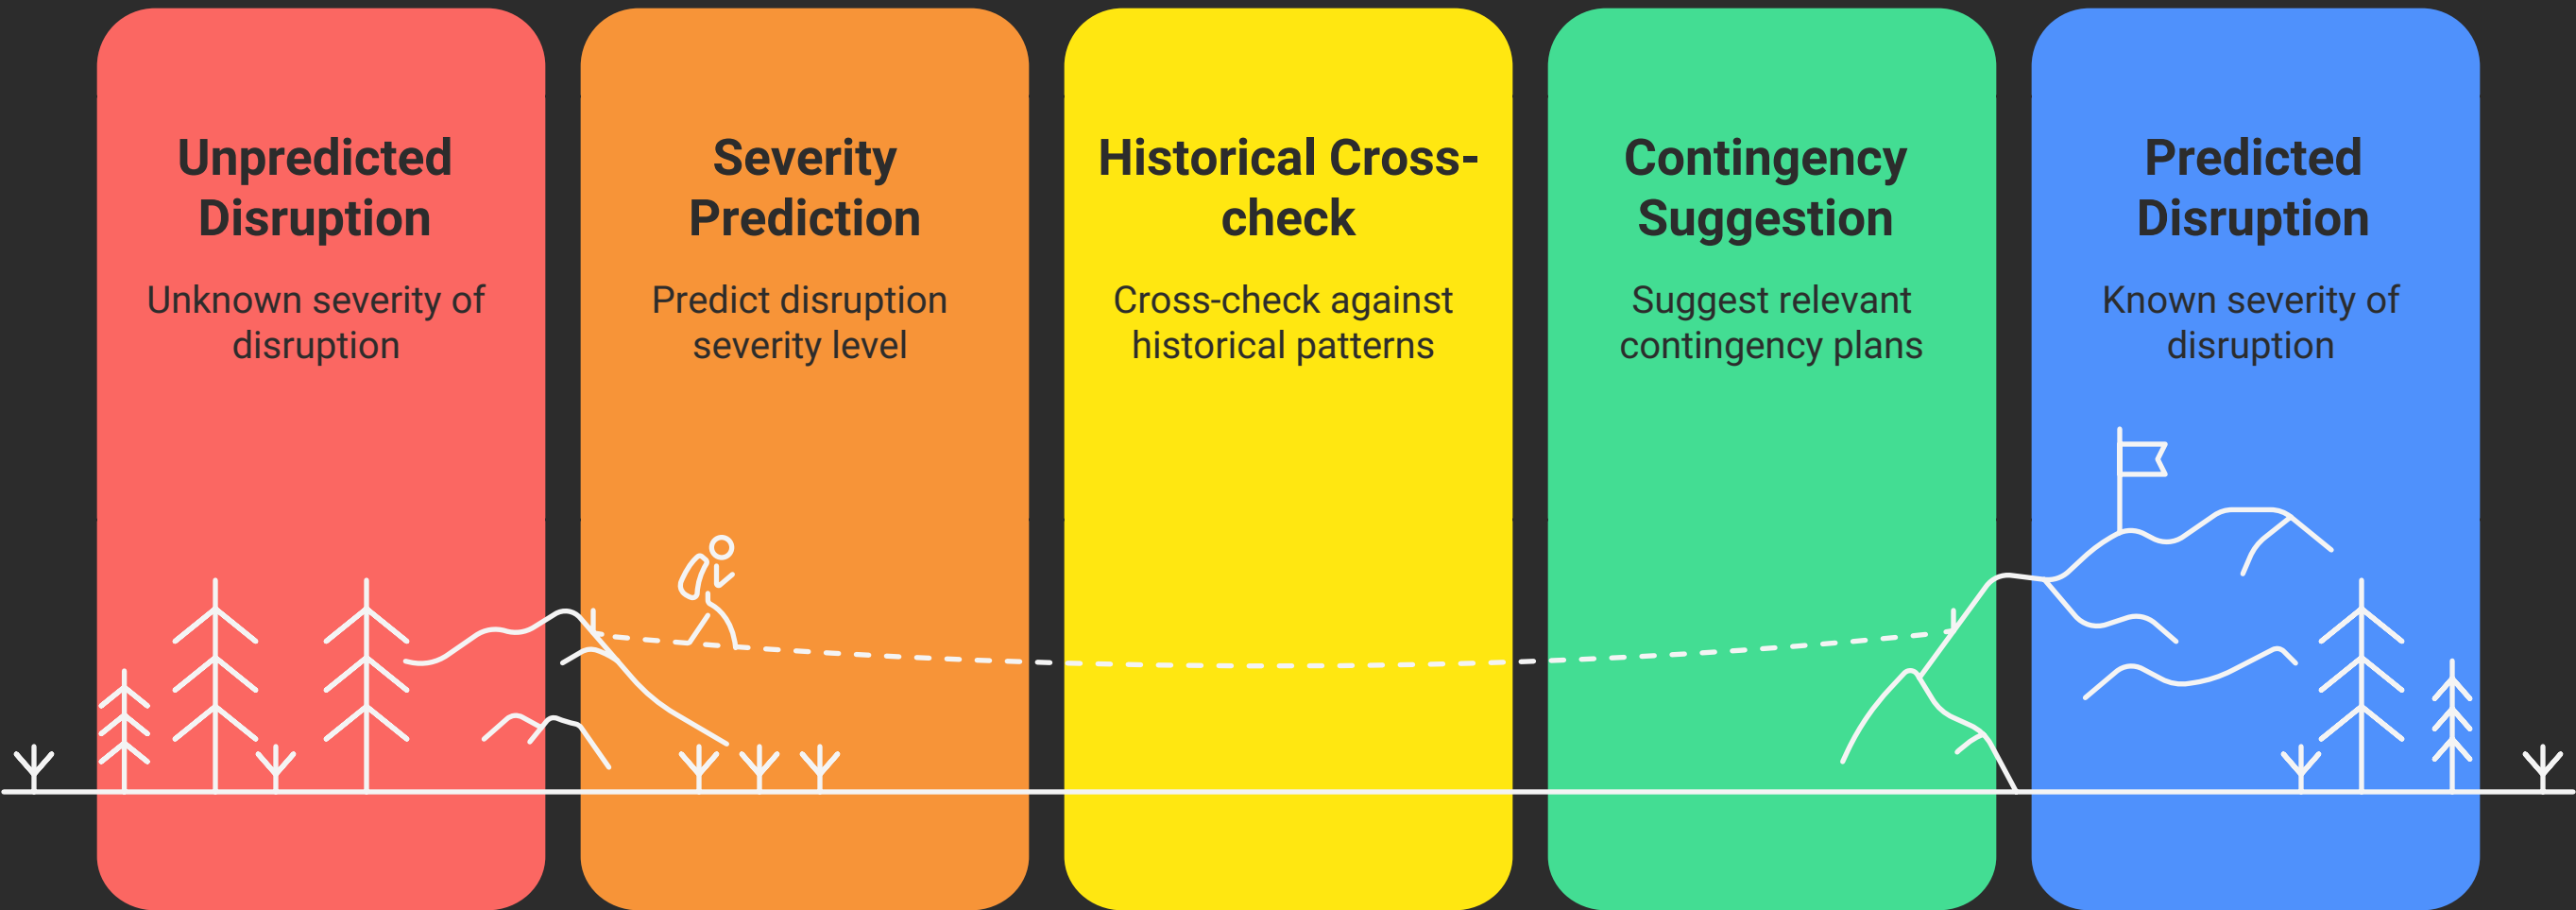 Unpredicted
Disruption
Unknown severity of
disruption
Severity
Prediction
Predict disruption
severity level
Historical Cross-
check
Cross-check against
historical patterns
Contingency
Suggestion
Suggest relevant
contingency plans
Predicted
Disruption
Known severity of
disruption